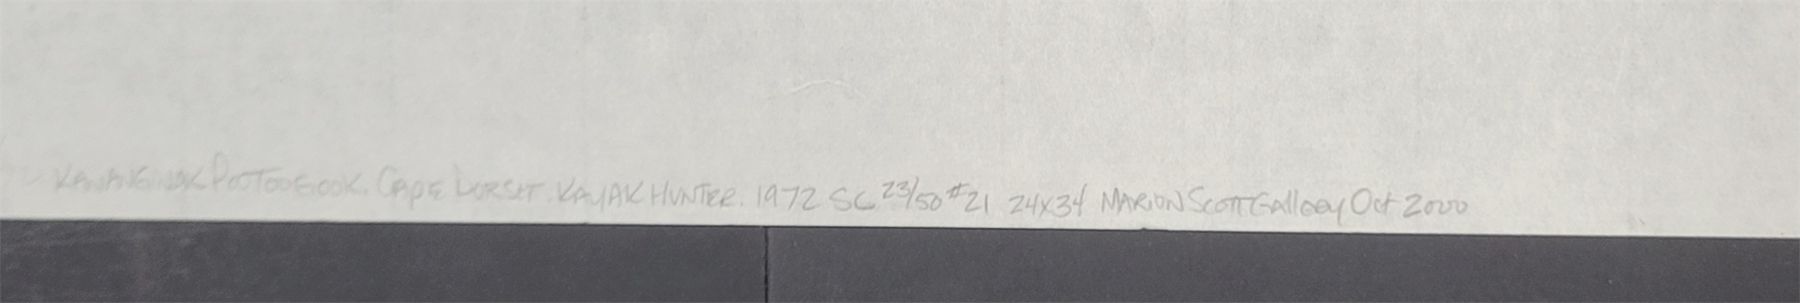 KANANGINAK POOTOOGOOK. CAPE DORSET. KAYAK HUNTER. 1972 SC 23/50 #21 24X34 MARION SCOTT Gallery Oct 2000